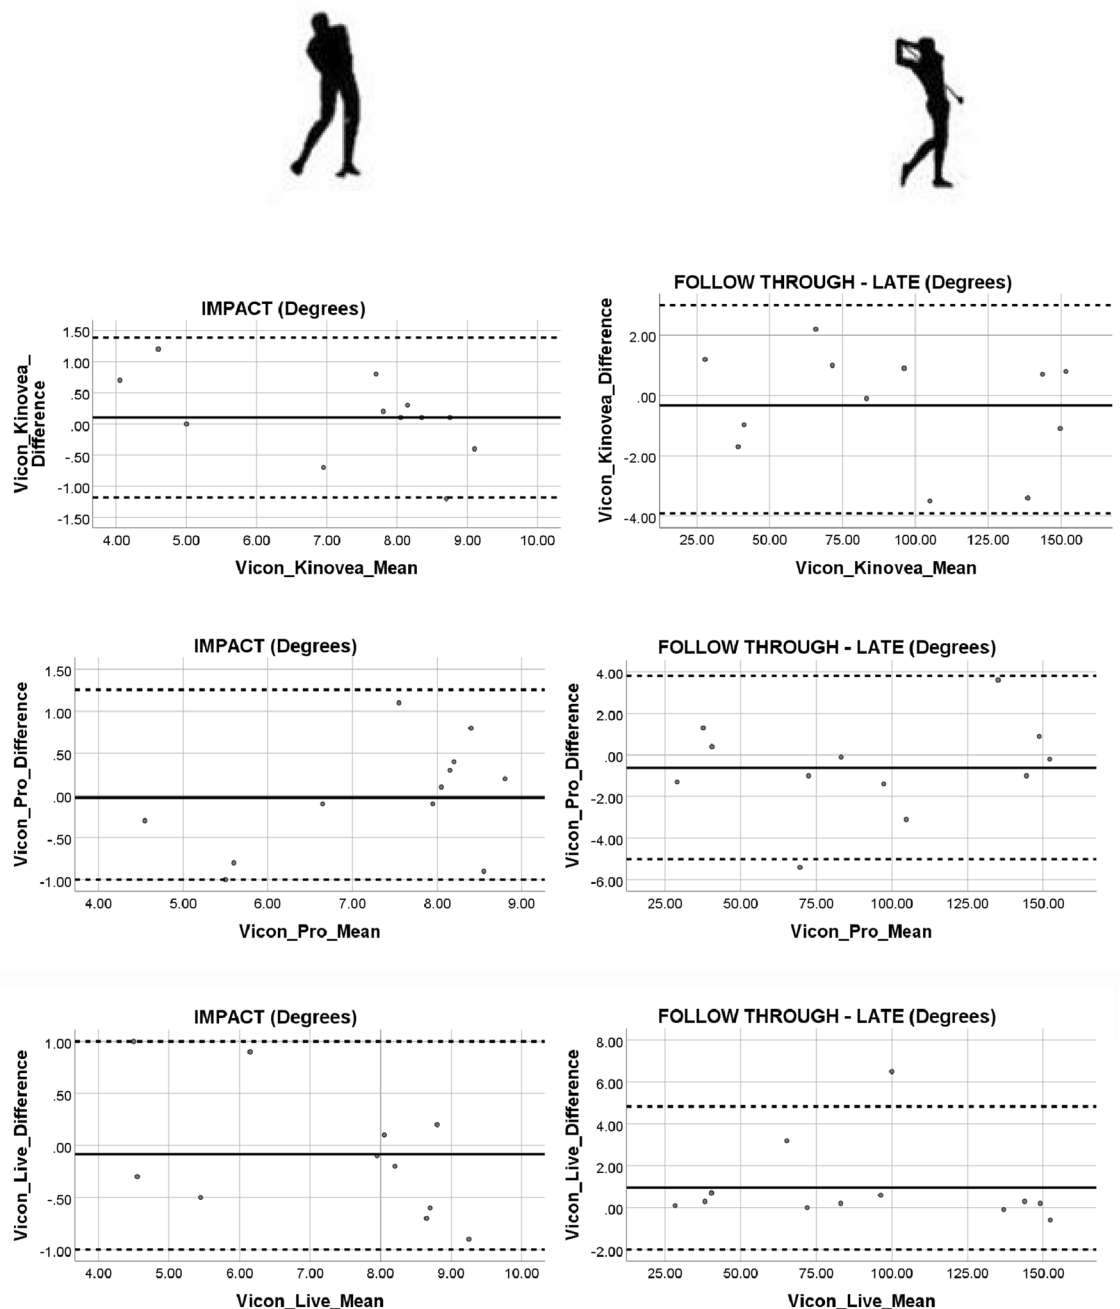 IMPACT (Degrees)
1.50
1.00
.50
.00
-.50
-1.00
-1.50
Vicon_Kinovea_
Difference
4.00 5.00 6.00 7.00 8.00 9.00 10.00
Vicon_Kinovea_Mean
FOLLOW THROUGH - LATE (Degrees)
2.00
.00
-2.00
-4.00
Vicon_Kinovea_Difference
25.00 50.00 75.00 100.00 125.00 150.00
Vicon_Kinovea_Mean
IMPACT (Degrees)
1.50
1.00
.50
.00
-.50
-1.00
Vicon_Pro_Difference
4.00 5.00 6.00 7.00 8.00 9.00
Vicon_Pro_Mean
FOLLOW THROUGH - LATE (Degrees)
4.00
2.00
.00
-2.00
-4.00
-6.00
Vicon_Pro_Difference
25.00 50.00 75.00 100.00 125.00 150.00
Vicon_Pro_Mean
IMPACT (Degrees)
1.00
.50
.00
-.50
-1.00
Vicon_Live_Difference
4.00 5.00 6.00 7.00 8.00 9.00 10.00
Vicon_Live_Mean
FOLLOW THROUGH - LATE (Degrees)
8.00
6.00
4.00
2.00
.00
-2.00
Vicon_Live_Difference
25.00 50.00 75.00 100.00 125.00 150.00
Vicon_Live_Mean